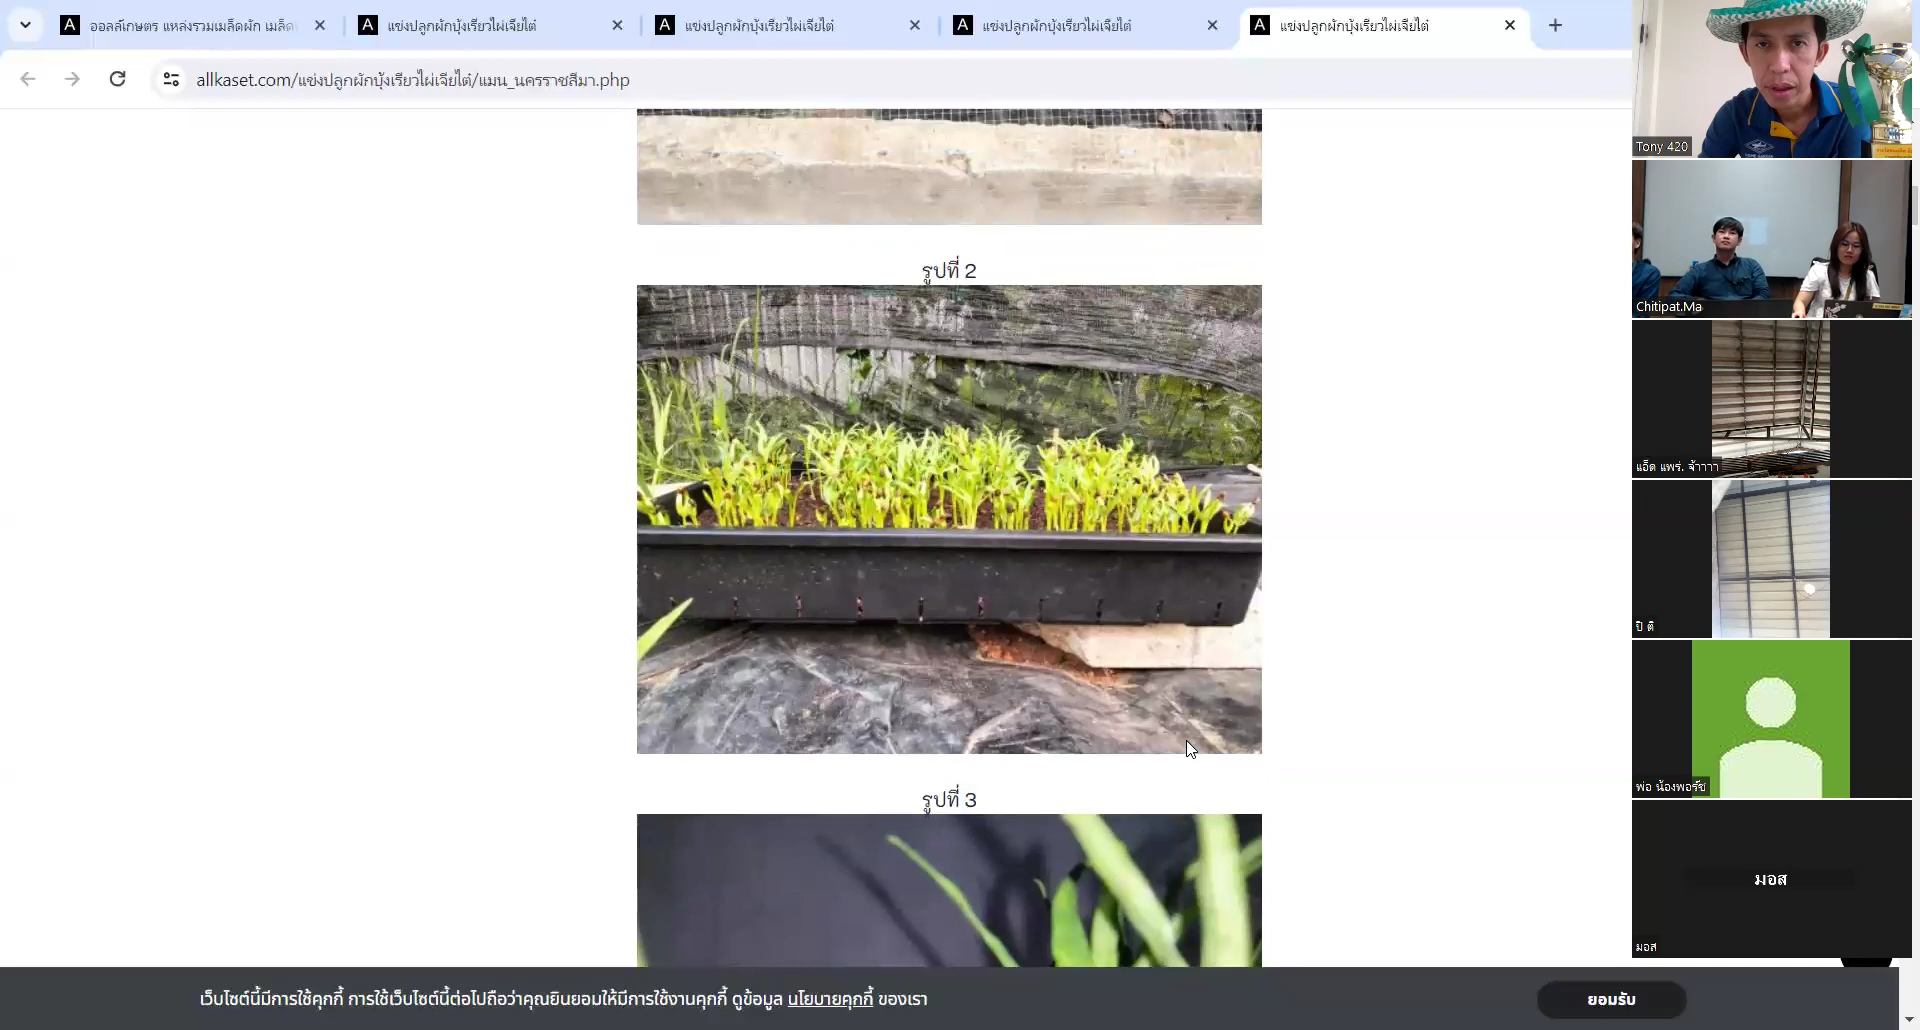 ออลล์เกษตร แหล่งรวมเมล็ดผัก เมล็ด
แข่งปลูกผักบุ้งเรียวไผ่เจียไต๋
แข่งปลูกผักบุ้งเรียวไผ่เจียไต๋
แข่งปลูกผักบุ้งเรียวไผ่เจียไต๋
แข่งปลูกผักบุ้งเรียวไผ่เจียไต๋
allkaset.com/แข่งปลูกผักบุ้งเรียวไผ่เจียไต๋/แมน_นครราชสีมา.php
Tony 420
Chitipat.Ma
รูปที่ 2
แอ๊ด แพร่. จ้าาาา
ปิ ติ
รูปที่ 3
พ่อ น้องพอร์ช
มอส
มอส
เว็บไซต์นี้มีการใช้คุกกี้ การใช้เว็บไซต์นี้ต่อไปถือว่าคุณยินยอมให้มีการใช้งานคุกกี้ ดูข้อมูล นโยบายคุกกี้ ของเรา
ยอมรับ